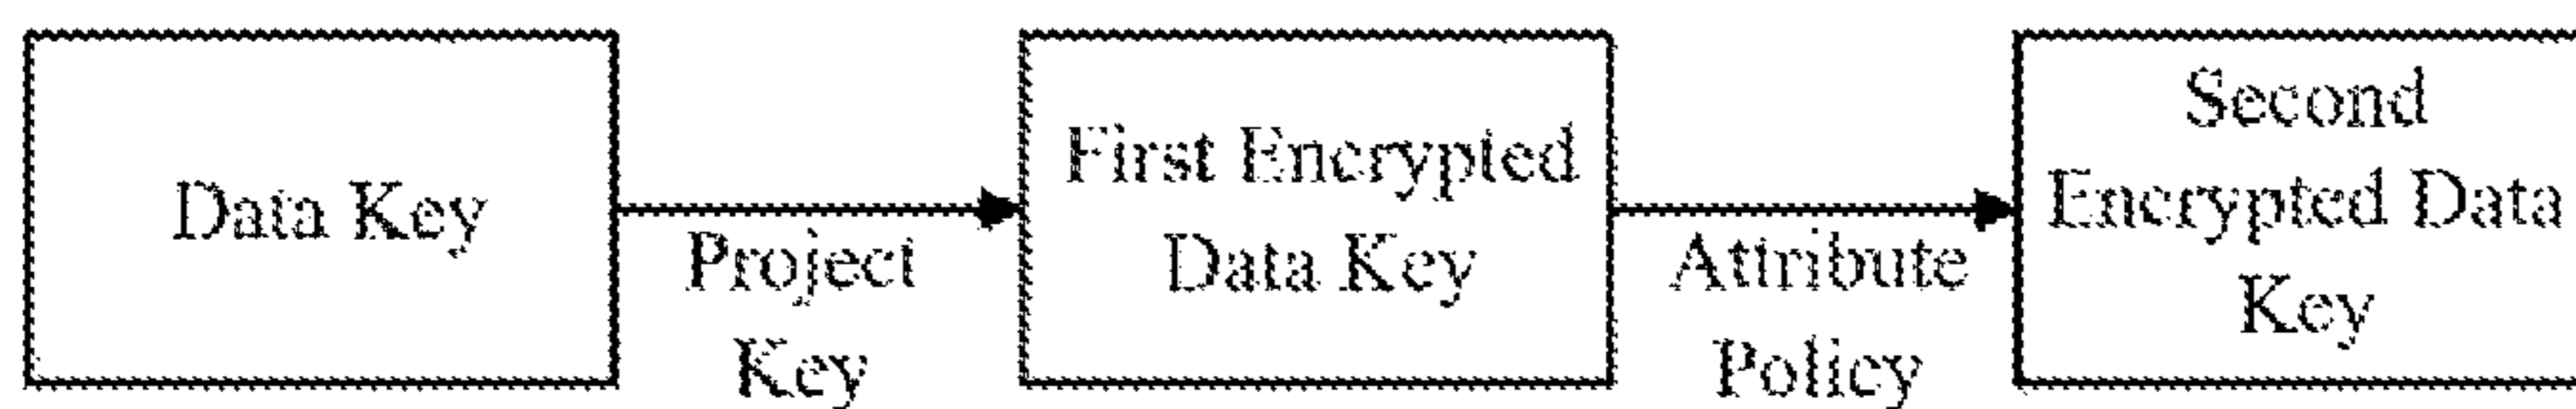 Data Key
Project
Key
First Encrypted
Data Key
Attribute
Policy
Second
Encrypted Data
Key